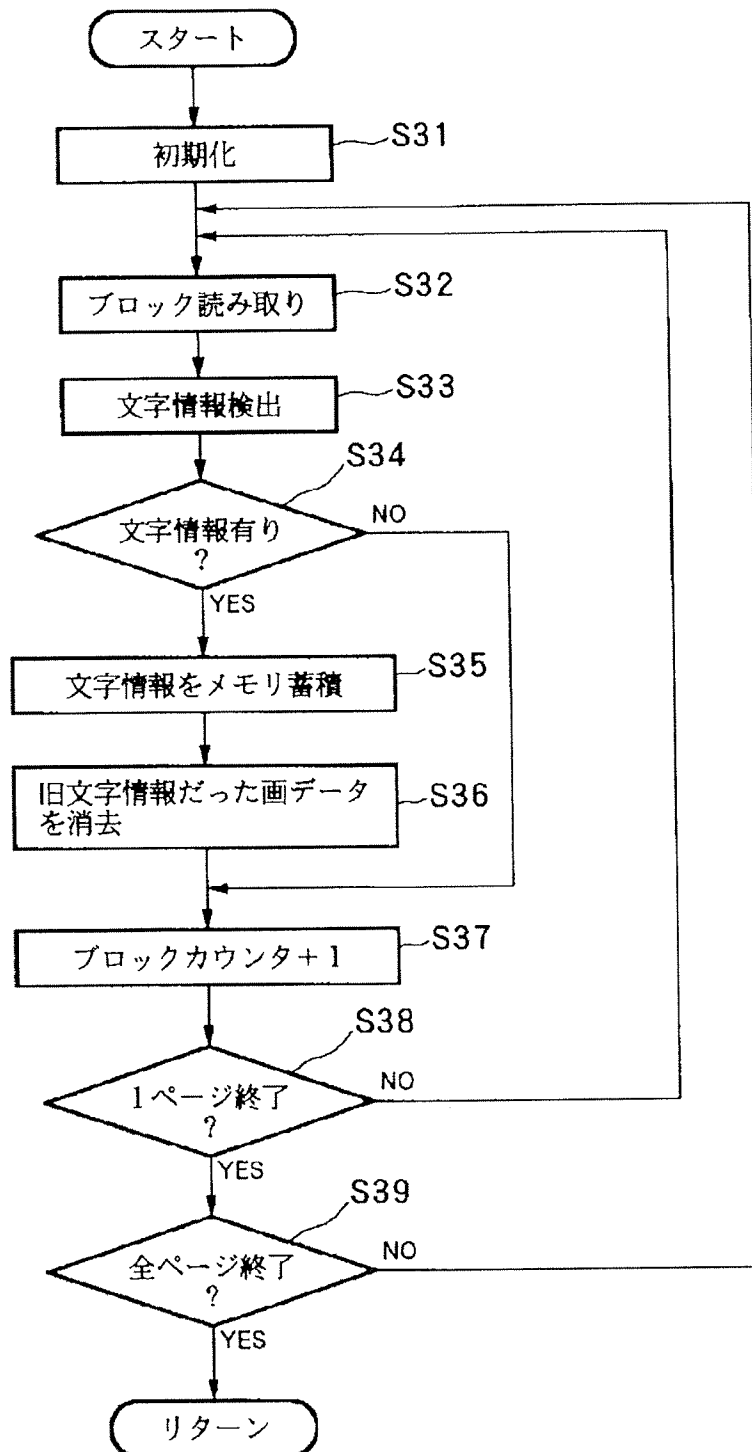 スタート
初期化
S31
ブロック読み取り
S32
文字情報検出
S33
S34
文字情報有り
?
NO
YES
文字情報をメモリ蓄積
S35
旧文字情報だった画データ
を消去
S36
ブロックカウンタ+1
S37
S38
1ページ終了
?
NO
YES
S39
全ページ終了
?
NO
YES
リターン